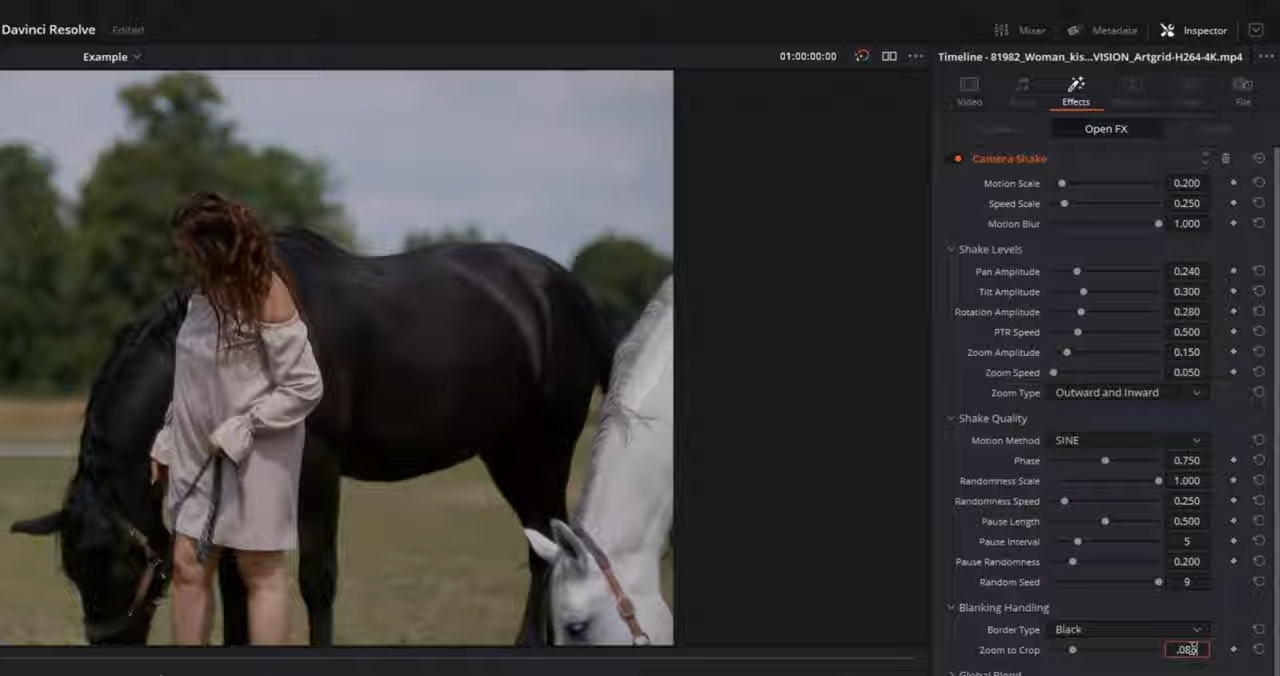 Davinci Resolve Edited Mixer Metadata Inspector
Example 01:00:00:00 Timeline - 81982_Woman_kis...VISION_Artgrid-H264-4K.mp4
Video Effects File
Open FX
Camera Shake
Motion Scale 0.200
Speed Scale 0.250
Motion Blur 1.000
Shake Levels
Pan Amplitude 0.240
Tilt Amplitude 0.300
Rotation Amplitude 0.280
PTR Speed 0.500
Zoom Amplitude 0.150
Zoom Speed 0.050
Zoom Type Outward and Inward
Shake Quality
Motion Method SINE
Phase 0.750
Randomness Scale 1.000
Randomness Speed 0.250
Pause Length 0.500
Pause Interval 5
Pause Randomness 0.200
Random Seed 9
Blanking Handling
Border Type Black
Zoom to Crop
Global Blend